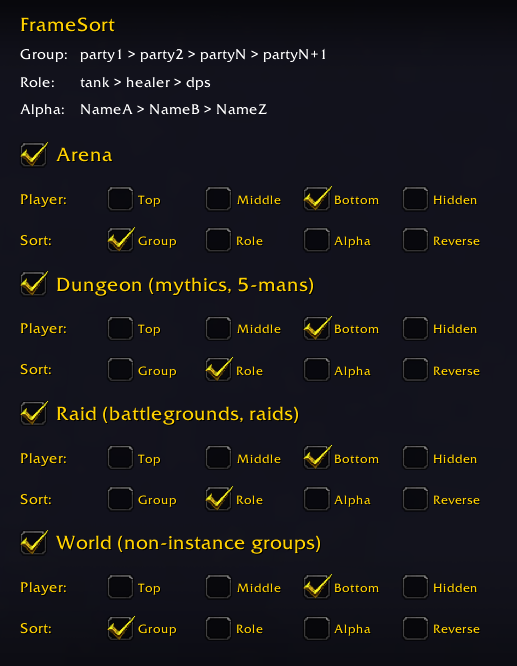 FrameSort
Group: party1 > party2 > partyN > partyN+1
Role: tank > healer > dps
Alpha: NameA > NameB > NameZ
Arena
Player: Top Middle Bottom Hidden
Sort: Group Role Alpha Reverse
Dungeon (mythics, 5-mans)
Player: Top Middle Bottom Hidden
Sort: Group Role Alpha Reverse
Raid (battlegrounds, raids)
Player: Top Middle Bottom Hidden
Sort: Group Role Alpha Reverse
World (non-instance groups)
Player: Top Middle Bottom Hidden
Sort: Group Role Alpha Reverse